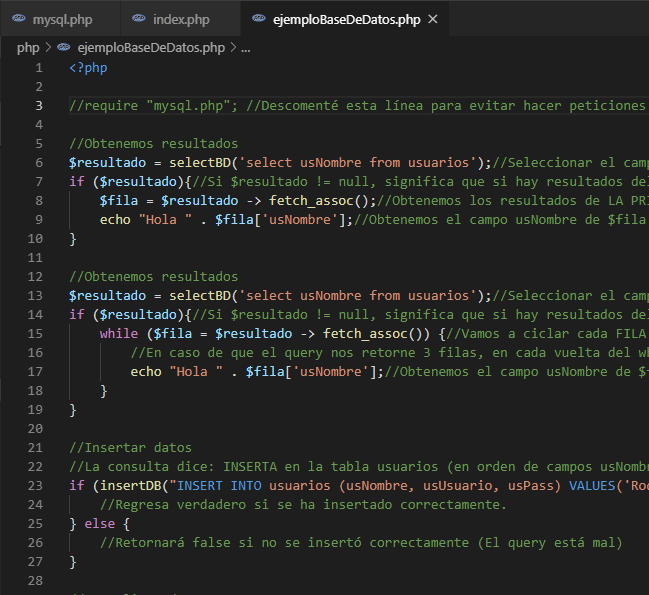 mysql.php index.php ejemploBaseDeDatos.php ×
php > ejemploBaseDeDatos.php > ...
1 <?php
2
3 //require "mysql.php"; //Descomenté esta línea para evitar hacer peticiones
4
5 //Obtenemos resultados
6 $resultado = selectBD('select usNombre from usuarios');//Seleccionar el
7 if ($resultado){//Si $resultado != null, significa que si hay resultados
8 $fila = $resultado -> fetch_assoc();//Obtenemos los resultados de LA
9 echo "Hola " . $fila['usNombre'];//Obtenemos el campo usNombre de $fila
10 }
11
12 //Obtenemos resultados
13 $resultado = selectBD('select usNombre from usuarios');//Seleccionar el
14 if ($resultado){//Si $resultado != null, significa que si hay resultados
15 while ($fila = $resultado -> fetch_assoc()) {//Vamos a ciclar cada FILA
16 //En caso de que el query nos retorne 3 filas, en cada vuelta del
17 echo "Hola " . $fila['usNombre'];//Obtenemos el campo usNombre de
18 }
19 }
20
21 //Insertar datos
22 //La consulta dice: INSERTA en la tabla usuarios (en orden de campos
23 if (insertDB("INSERT INTO usuarios (usNombre, usUsuario, usPass) VALUES(
24 //Regresa verdadero si se ha insertado correctamente.
25 } else {
26 //Retornará false si no se insertó correctamente (El query está mal)
27 }
28